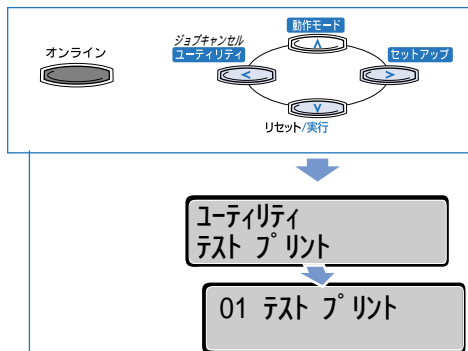 動作モード
ジョブキャンセル
オンライン
ユーティリティ
セットアップ
リセット/実行
ユーティリティ
テスト プリント
01 テスト プリント